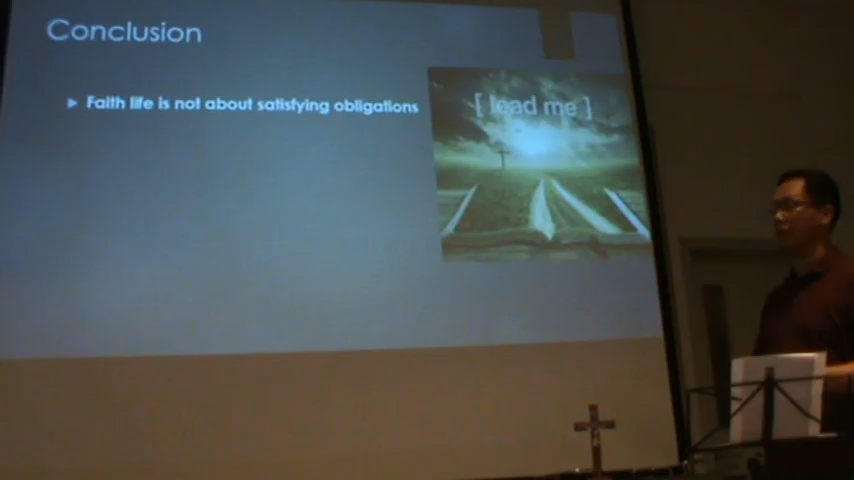 Conclusion
Faith life is not about satisfying obligations
[ lead me ]